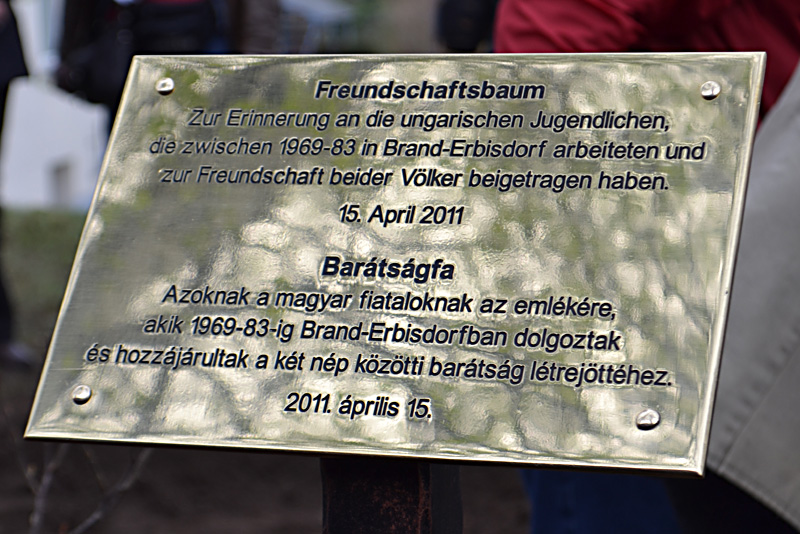 Freundschaftsbaum
Zur Erinnerung an die ungarischen Jugendlichen,
die zwischen 1969-83 in Brand-Erbisdorf arbeiteten und
zur Freundschaft beider Völker beigetragen haben.
15. April 2011
Barátságfa
Azoknak a magyar fiataloknak az emlékére,
akik 1969-83-ig Brand-Erbisdorfban dolgoztak
és hozzájárultak a két nép közötti barátság létrejöttéhez.
2011. április 15.